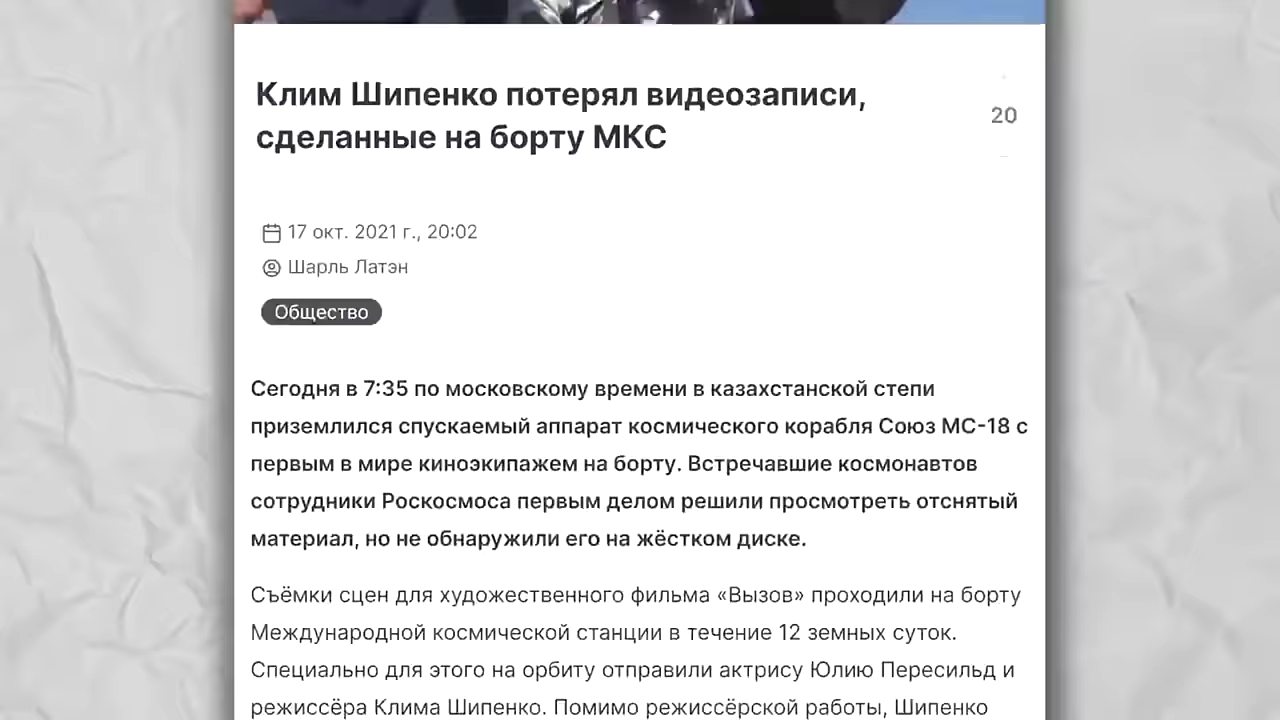 Клим Шипенко потерял видеозаписи,
сделанные на борту МКС
20
17 окт. 2021 г., 20:02
Шарль Латэн
Общество
Сегодня в 7:35 по московскому времени в казахстанской степи
приземлился спускаемый аппарат космического корабля Союз МС-18 с
первым в мире киноэкипажем на борту. Встречавшие космонавтов
сотрудники Роскосмоса первым делом решили просмотреть отснятый
материал, но не обнаружили его на жёстком диске.
Съёмки сцен для художественного фильма «Вызов» проходили на борту
Международной космической станции в течение 12 земных суток.
Специально для этого на орбиту отправили актрису Юлию Пересильд и
режиссёра Клима Шипенко. Помимо режиссёрской работы, Шипенко